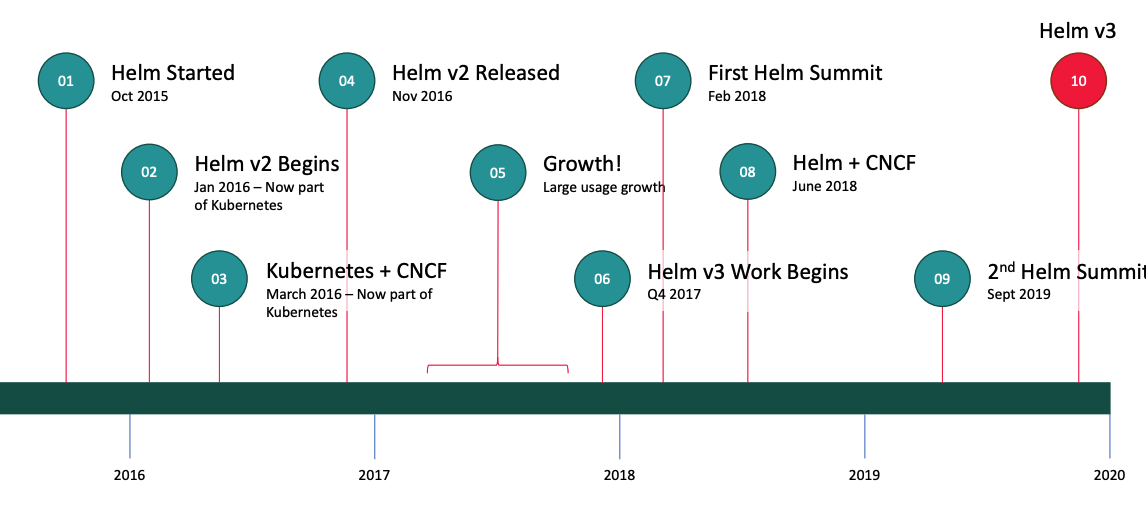 Helm v3
01
Helm Started
Oct 2015
04
Helm v2 Released
Nov 2016
07
First Helm Summit
Feb 2018
10
02
Helm v2 Begins
Jan 2016 – Now part
of Kubernetes
05
Growth!
Large usage growth
08
Helm + CNCF
June 2018
03
Kubernetes + CNCF
March 2016 – Now part of
Kubernetes
06
Helm v3 Work Begins
Q4 2017
09
2nd Helm Summit
Sept 2019
2016
2017
2018
2019
2020